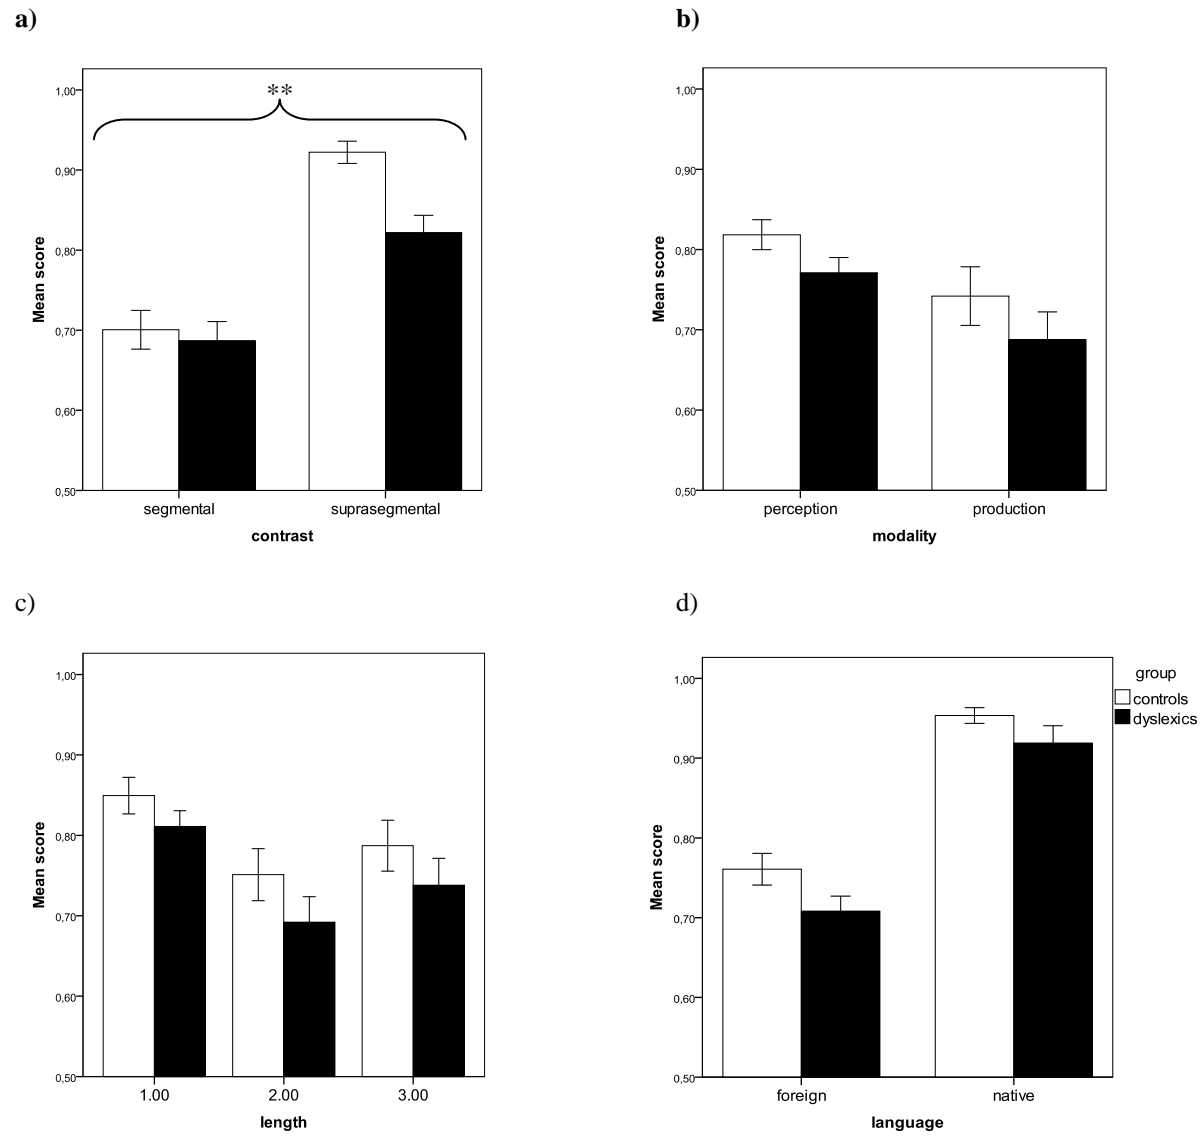 a)
**
1,00
0,90
0,80
0,70
0,60
0,50
Mean score
segmental suprasegmental
contrast
b)
1,00
0,90
0,80
0,70
0,60
0,50
Mean score
perception production
modality
c)
1,00
0,90
0,80
0,70
0,60
0,50
Mean score
1.00 2.00 3.00
length
d)
1,00
0,90
0,80
0,70
0,60
0,50
Mean score
foreign native
language
group
controls
dyslexics